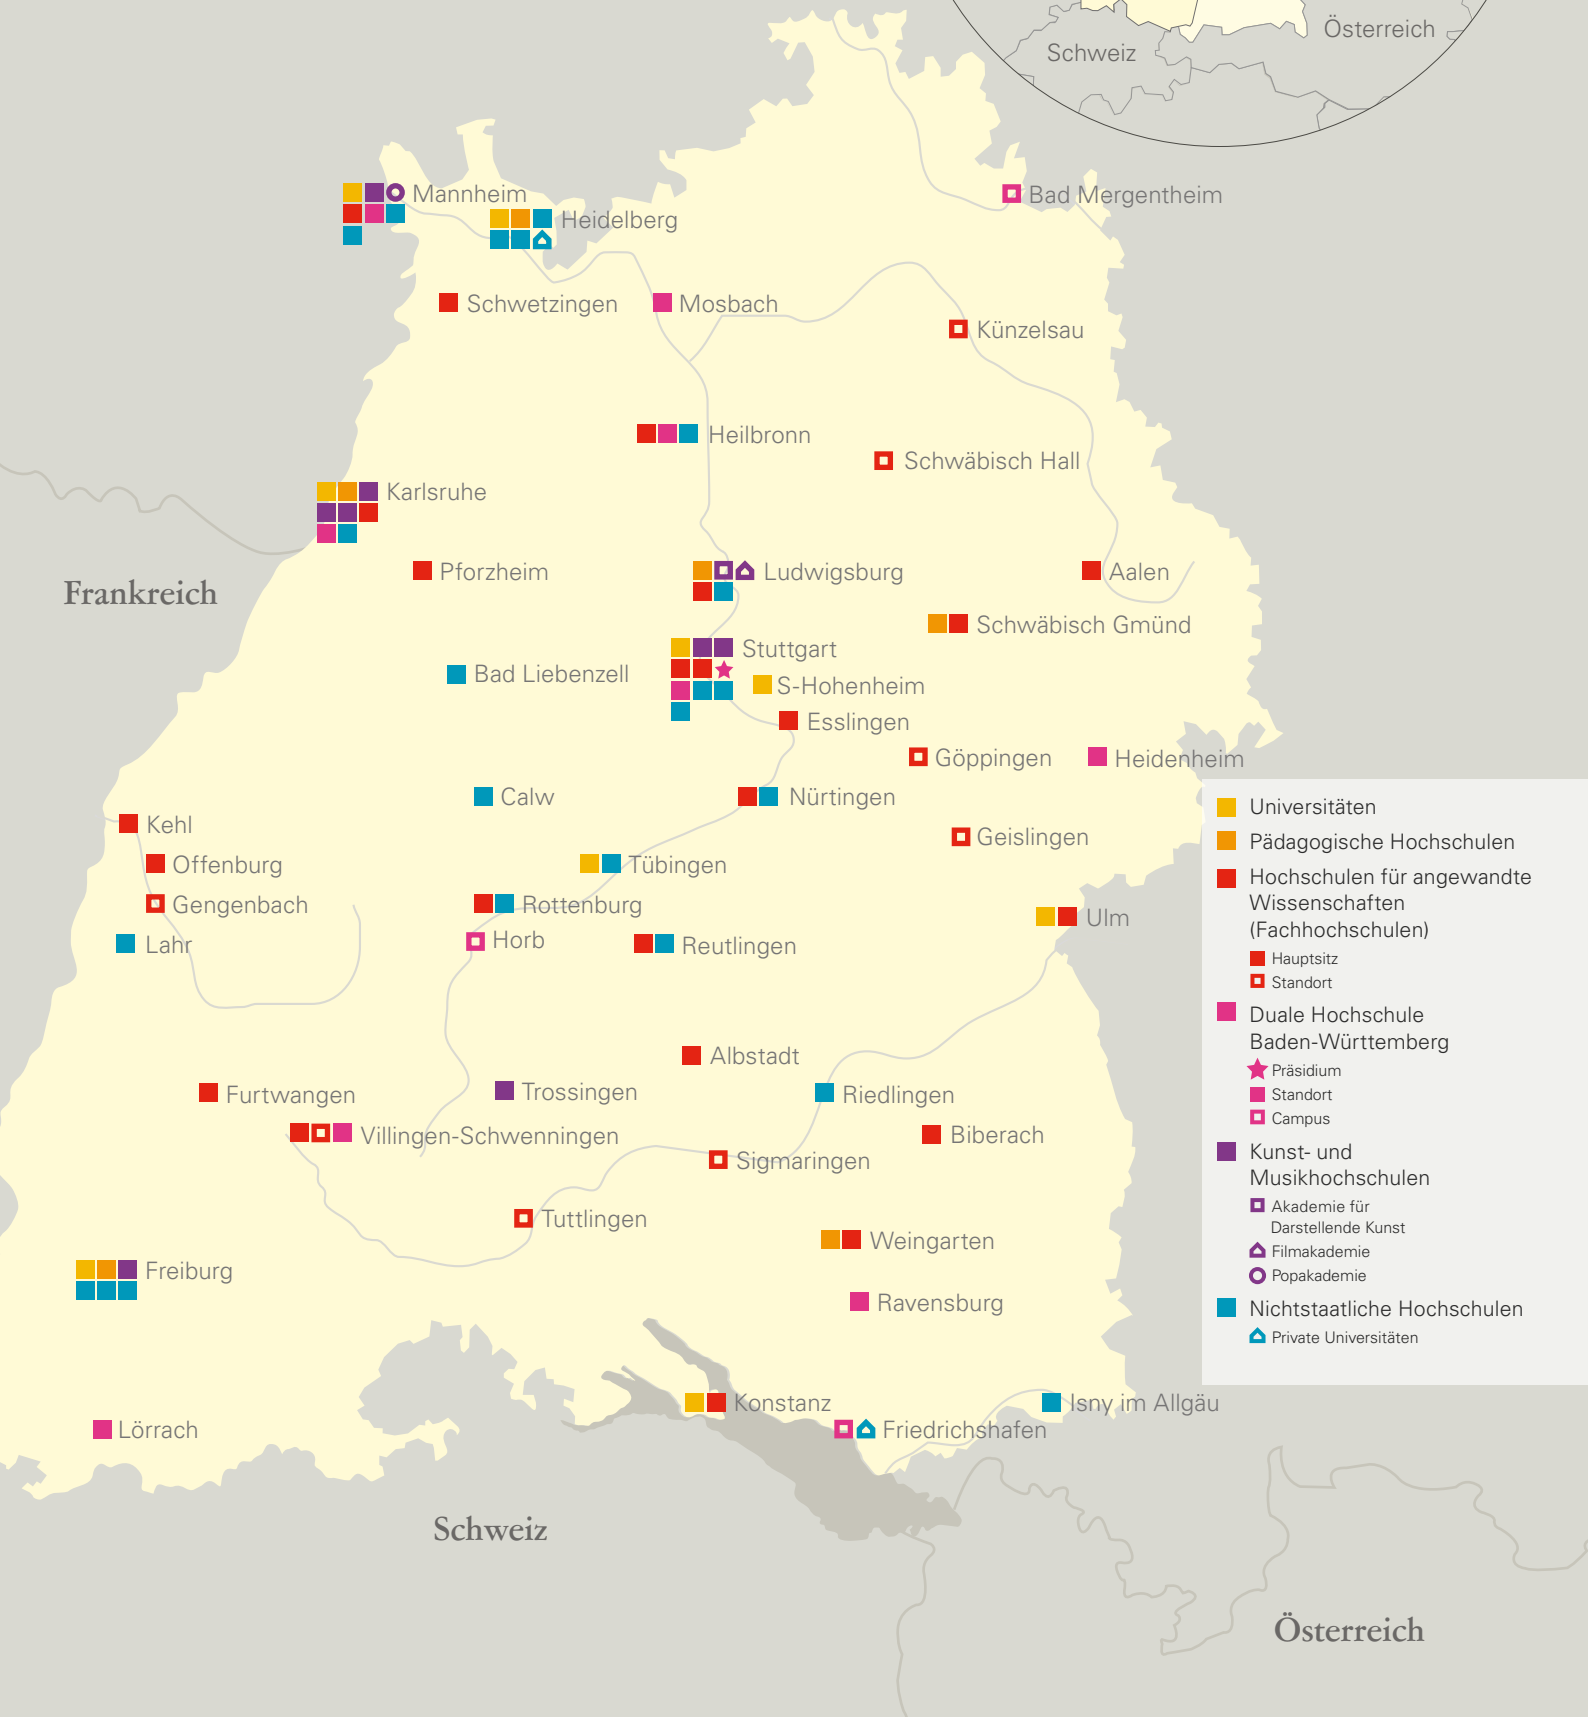 Österreich
Schweiz
Mannheim
Bad Mergentheim
Heidelberg
Schwetzingen
Mosbach
Künzelsau
Heilbronn
Schwäbisch Hall
Karlsruhe
Frankreich
Pforzheim
Ludwigsburg
Aalen
Schwäbisch Gmünd
Stuttgart
Bad Liebenzell
S-Hohenheim
Esslingen
Göppingen
Heidenheim
Calw
Nürtingen
Kehl
Geislingen
Offenburg
Tübingen
Gengenbach
Rottenburg
Ulm
Lahr
Horb
Reutlingen
Albstadt
Furtwangen
Trossingen
Riedlingen
Villingen-Schwenningen
Biberach
Sigmaringen
Tuttlingen
Weingarten
Freiburg
Ravensburg
Konstanz
Isny im Allgäu
Lörrach
Friedrichshafen
Schweiz
Österreich
Universitäten
Pädagogische Hochschulen
Hochschulen für angewandte
Wissenschaften
(Fachhochschulen)
Hauptsitz
Standort
Duale Hochschule
Baden-Württemberg
Präsidium
Standort
Campus
Kunst- und
Musikhochschulen
Akademie für
Darstellende Kunst
Filmakademie
Popakademie
Nichtstaatliche Hochschulen
Private Universitäten